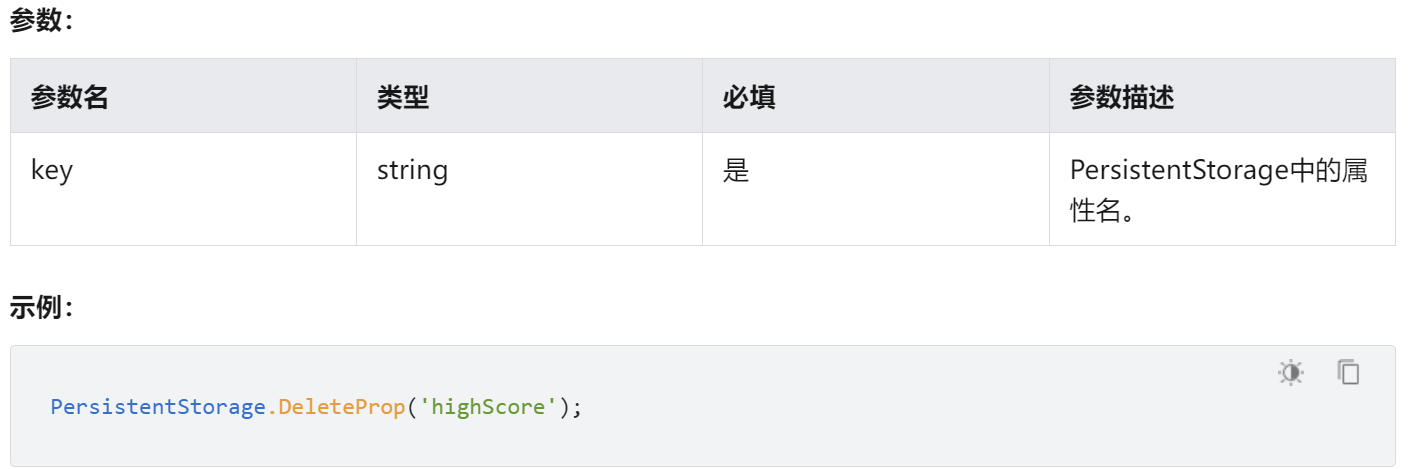 参数：
参数名 类型 必填 参数描述
key string 是 PersistentStorage中的属
性名。
示例：
PersistentStorage.DeleteProp('highScore');